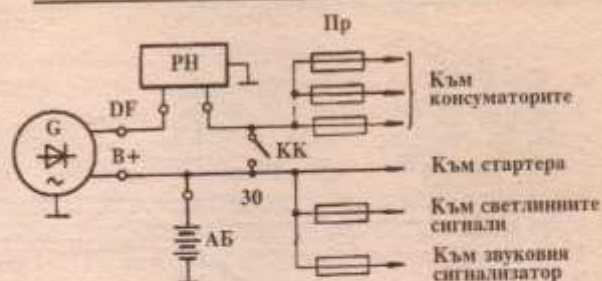 Пр
РН
DF
G
B+
КК
30
АБ
Към
консуматорите
Към стартера
Към светлинните
сигнали
Към звуковия
сигнализатор